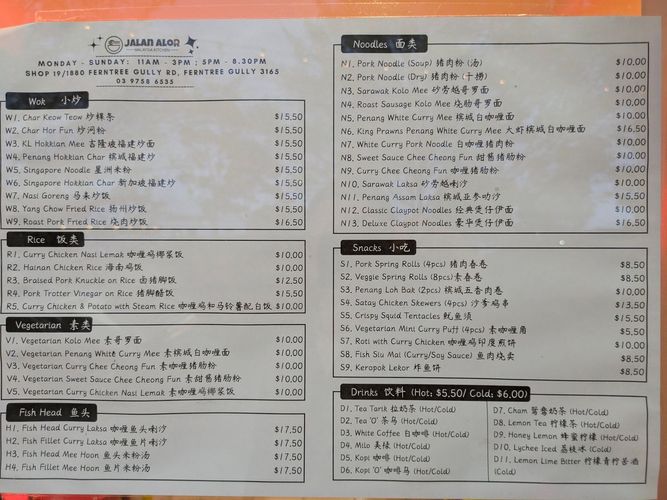 JALAN ALOR
MALAYSIA KITCHEN
MONDAY - SUNDAY: 11AM - 3PM ; 5PM - 8.30PM
SHOP 19/1880 FERNTREE GULLY RD, FERNTREE GULLY 3165
03 9758 6535
Wok 小炒
W1. Char Keow Teow 炒粿条 $15.50
W2. Char Hor Fun 炒河粉 $15.50
W3. KL Hokkian Mee 吉隆坡福建炒面 $15.50
W4. Penang Hokkian Char 槟城福建炒 $15.50
W5. Singapore Noodle 星洲米粉 $15.50
W6. Singapore Hokkian Char 新加坡福建炒 $15.50
W7. Nasi Goreng 马来炒饭 $15.50
W8. Yang Chow Fried Rice 扬州炒饭 $15.50
W9. Roast Pork Fried Rice 烧肉炒饭 $16.50
Rice 饭类
R1. Curry Chicken Nasi Lemak 咖喱鸡椰浆饭 $10.00
R2. Hainan Chicken Rice 海南鸡饭 $10.00
R3. Braised Pork Knuckle on Rice 卤猪脚饭 $12.50
R4. Pork Trotter Vinegar on Rice 猪脚醋饭 $15.50
R5. Curry Chicken & Potato with Steam Rice 咖喱鸡和马铃薯配白饭 $10.00
Vegetarian 素类
V1. Vegetarian Kolo Mee 素哥罗面 $10.00
V2. Vegetarian Penang White Curry Mee 素槟城白咖喱面 $10.00
V3. Vegetarian Curry Chee Cheong Fun 素咖喱猪肠粉 $10.00
V4. Vegetarian Sweet Sauce Chee Cheong Fun 素甜酱猪肠粉 $10.00
V5. Vegetarian Curry Chicken Nasi Lemak 素咖喱鸡椰浆饭 $10.00
Fish Head 鱼头
H1. Fish Head Curry Laksa 咖喱鱼头喇沙 $17.50
H2. Fish Fillet Curry Laksa 咖喱鱼片喇沙 $17.50
H3. Fish Head Mee Hoon 鱼头米粉汤 $17.50
H4. Fish Fillet Mee Hoon 鱼片米粉汤 $17.50
Noodles 面类
N1. Pork Noodle (Soup) 猪肉粉 (汤) $10.00
N2. Pork Noodle (Dry) 猪肉粉 (干捞) $10.00
N3. Sarawak Kolo Mee 砂劳越哥罗面 $10.00
N4. Roast Sausage Kolo Mee 烧肠哥罗面 $10.00
N5. Penang White Curry Mee 槟城白咖喱面 $10.00
N6. King Prawns Penang White Curry Mee 大虾槟城白咖喱面 $16.50
N7. White Curry Pork Noodle 白咖喱猪肉粉 $10.00
N8. Sweet Sauce Chee Cheong Fun 甜酱猪肠粉 $10.00
N9. Curry Chee Cheong Fun 咖喱猪肠粉 $10.00
N10. Sarawak Laksa 砂劳越喇沙 $15.50
N11. Penang Assam Laksa 槟城亚参叻沙 $15.50
N12. Classic Claypot Noodles 经典煲仔伊面 $10.00
N13. Deluxe Claypot Noodles 豪华煲仔伊面 $16.50
Snacks 小吃
S1. Pork Spring Rolls (4pcs) 猪肉春卷 $8.50
S2. Veggie Spring Rolls (8pcs)素春卷 $8.50
S3. Penang Loh Bak (2pcs) 槟城五香肉卷 $10.00
S4. Satay Chicken Skewers (4pcs) 沙爹鸡串 $13.50
S5. Crispy Squid Tentacles 鱿鱼须 $15.50
S6. Vegetarian Mini Curry Puff (4pcs) 素咖喱角 $5.50
S7. Roti with Curry Chicken 咖喱鸡印度煎饼 $10.00
S8. Fish Siu Mai (Curry/Soy Sauce) 鱼肉烧卖 $8.50
S9. Keropok Lekor 炸鱼饼 $8.50
Drinks 饮料 (Hot: $5.50/ Cold: $6.00)
D1. Tea Tarik 拉奶茶 (Hot/Cold)
D2. Tea 'O' 茶乌 (Hot/Cold)
D3. White Coffee 白咖啡 (Hot/Cold)
D4. Milo 美禄 (Hot/Cold)
D5. Kopi 咖啡 (Hot/Cold)
D6. Kopi 'O' 咖啡乌 (Hot/Cold)
D7. Cham 鸳鸯奶茶 (Hot/Cold)
D8. Lemon Tea 柠檬茶 (Hot/Cold)
D9. Honey Lemon 蜂蜜柠檬 (Hot/Cold)
D10. Lychee Iced 荔枝冰 (Cold)
D11. Lemon Lime Bitter 柠檬青柠苦酒
(Cold)